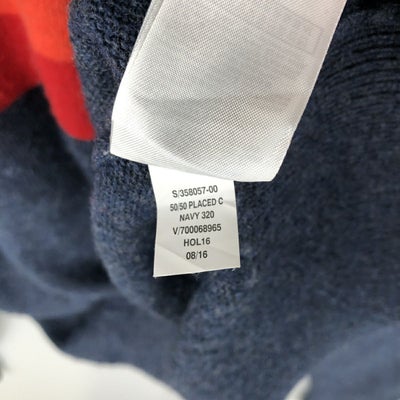 S/358057-00
50/50 PLACED C
NAVY 320
V/700068965
HOL16
08/16